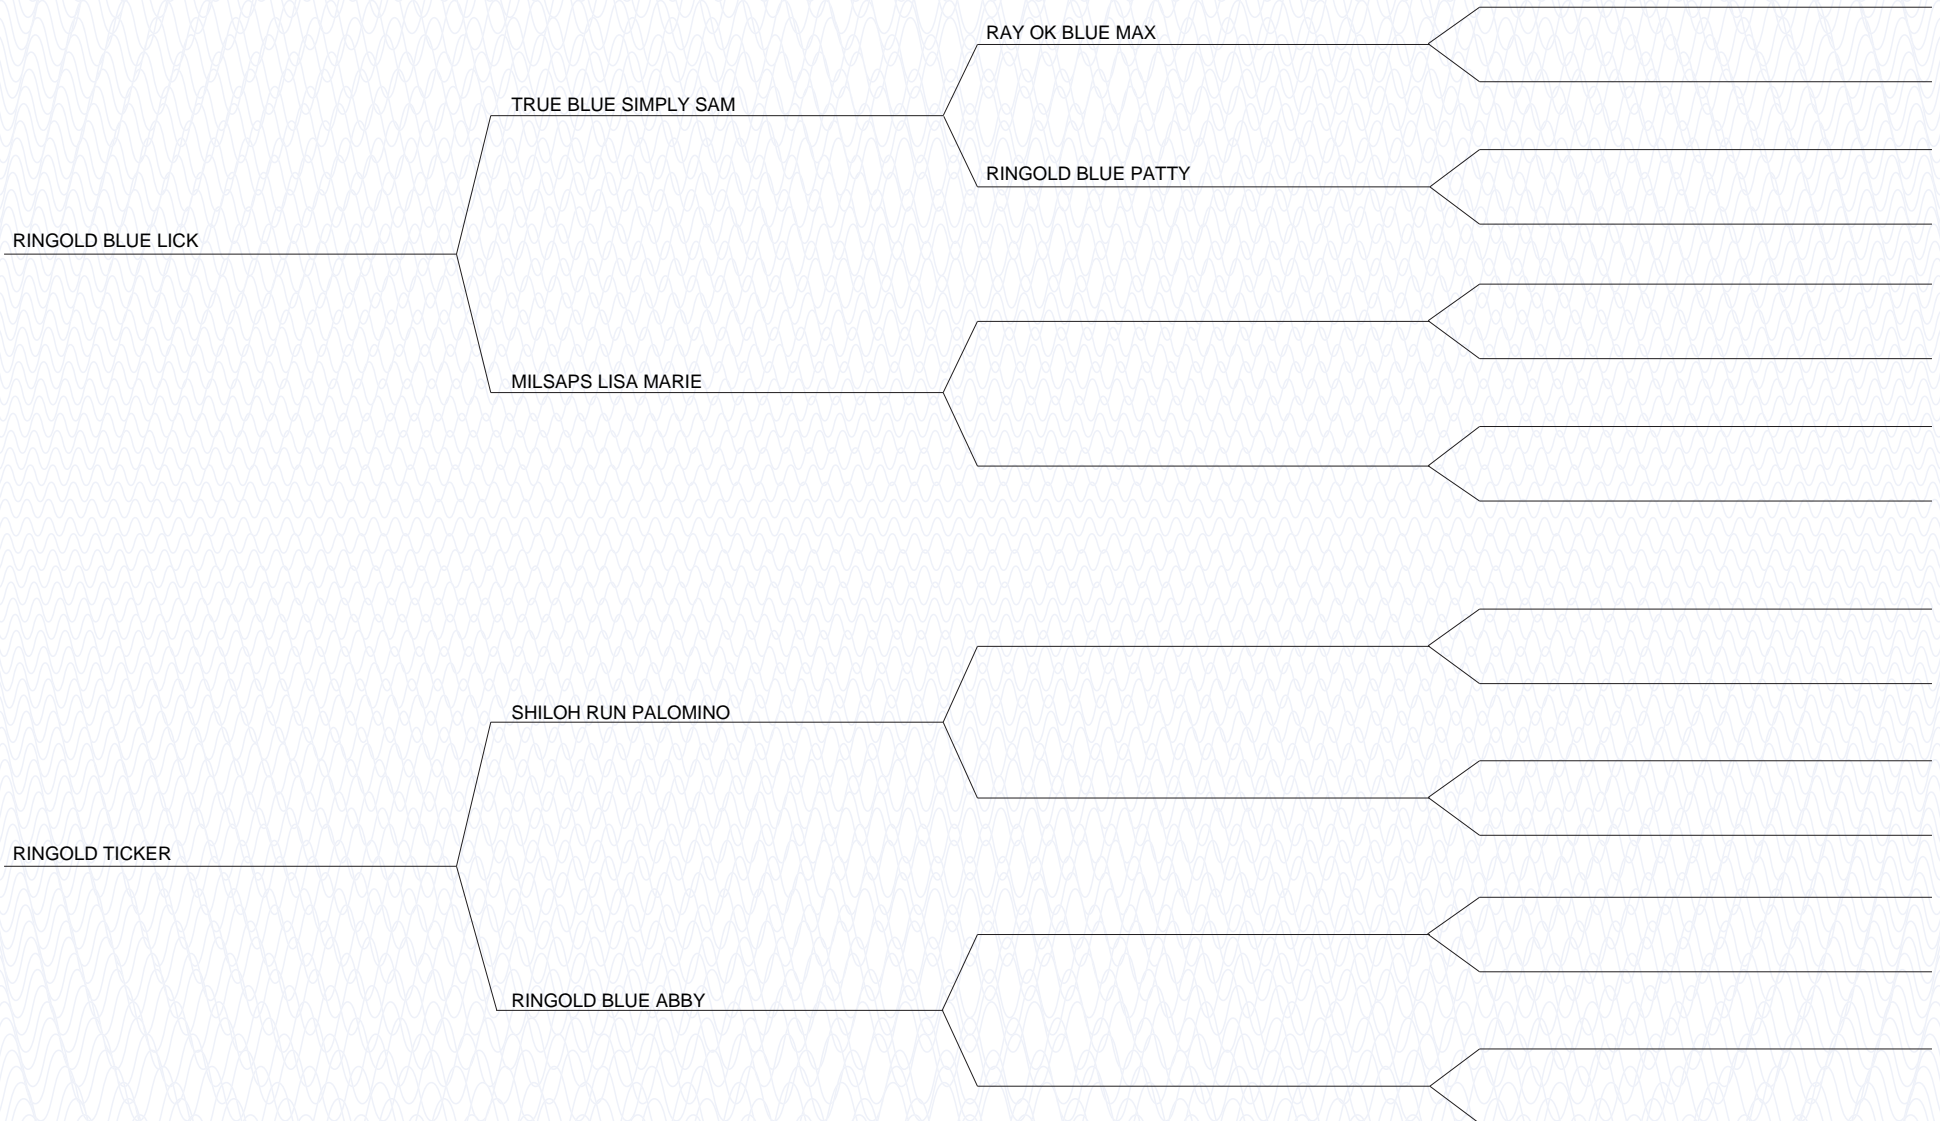 RAY OK BLUE MAX
TRUE BLUE SIMPLY SAM
RINGOLD BLUE PATTY
RINGOLD BLUE LICK
MILSAPS LISA MARIE
SHILOH RUN PALOMINO
RINGOLD TICKER
RINGOLD BLUE ABBY